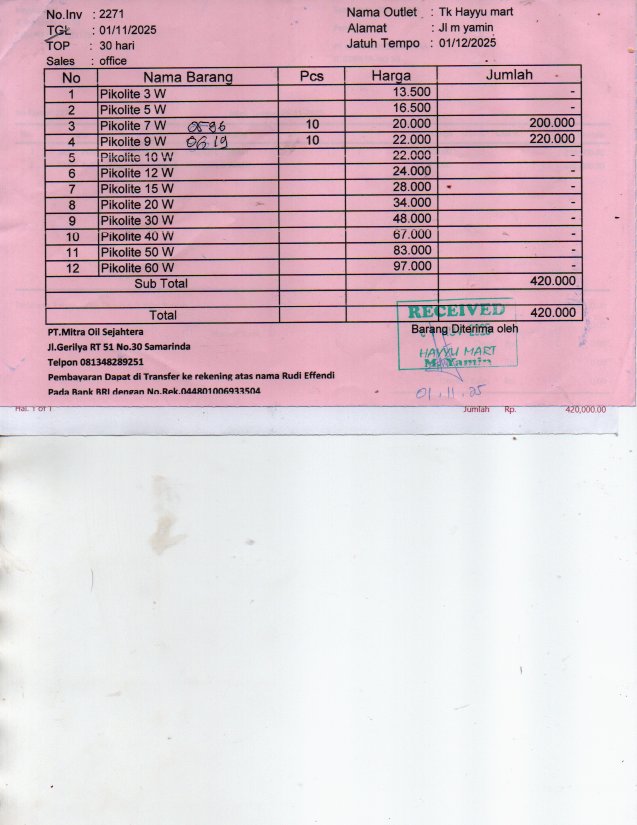 No.Inv : 2271
Nama Outlet : Tk Hayyu mart
TGL : 01/11/2025
Alamat : Jl m yamin
TOP : 30 hari
Jatuh Tempo : 01/12/2025
Sales : office
No Nama Barang Pcs Harga Jumlah
1 Pikolite 3 W 13.500 -
2 Pikolite 5 W 16.500 -
3 Pikolite 7 W 0586 10 20.000 200.000
4 Pikolite 9 W 0619 10 22.000 220.000
5 Pikolite 10 W 22.000 -
6 Pikolite 12 W 24.000 -
7 Pikolite 15 W 28.000 -
8 Pikolite 20 W 34.000 -
9 Pikolite 30 W 48.000 -
10 Pikolite 40 W 67.000 -
11 Pikolite 50 W 83.000 -
12 Pikolite 60 W 97.000 -
Sub Total 420.000
Total 420.000
RECEIVED
PT.Mitra Oil Sejahtera
Barang Diterima oleh
Jl.Gerilya RT 51 No.30 Samarinda
HAYYU MART
Telpon 081348289251
M. Yamin
Pembayaran Dapat di Transfer ke rekening atas nama Rudi Effendi
Pada Bank BRI dengan No.Rek.044801006933504
01.11.25
Hal. 1 of 1
Jumlah Rp. 420,000.00